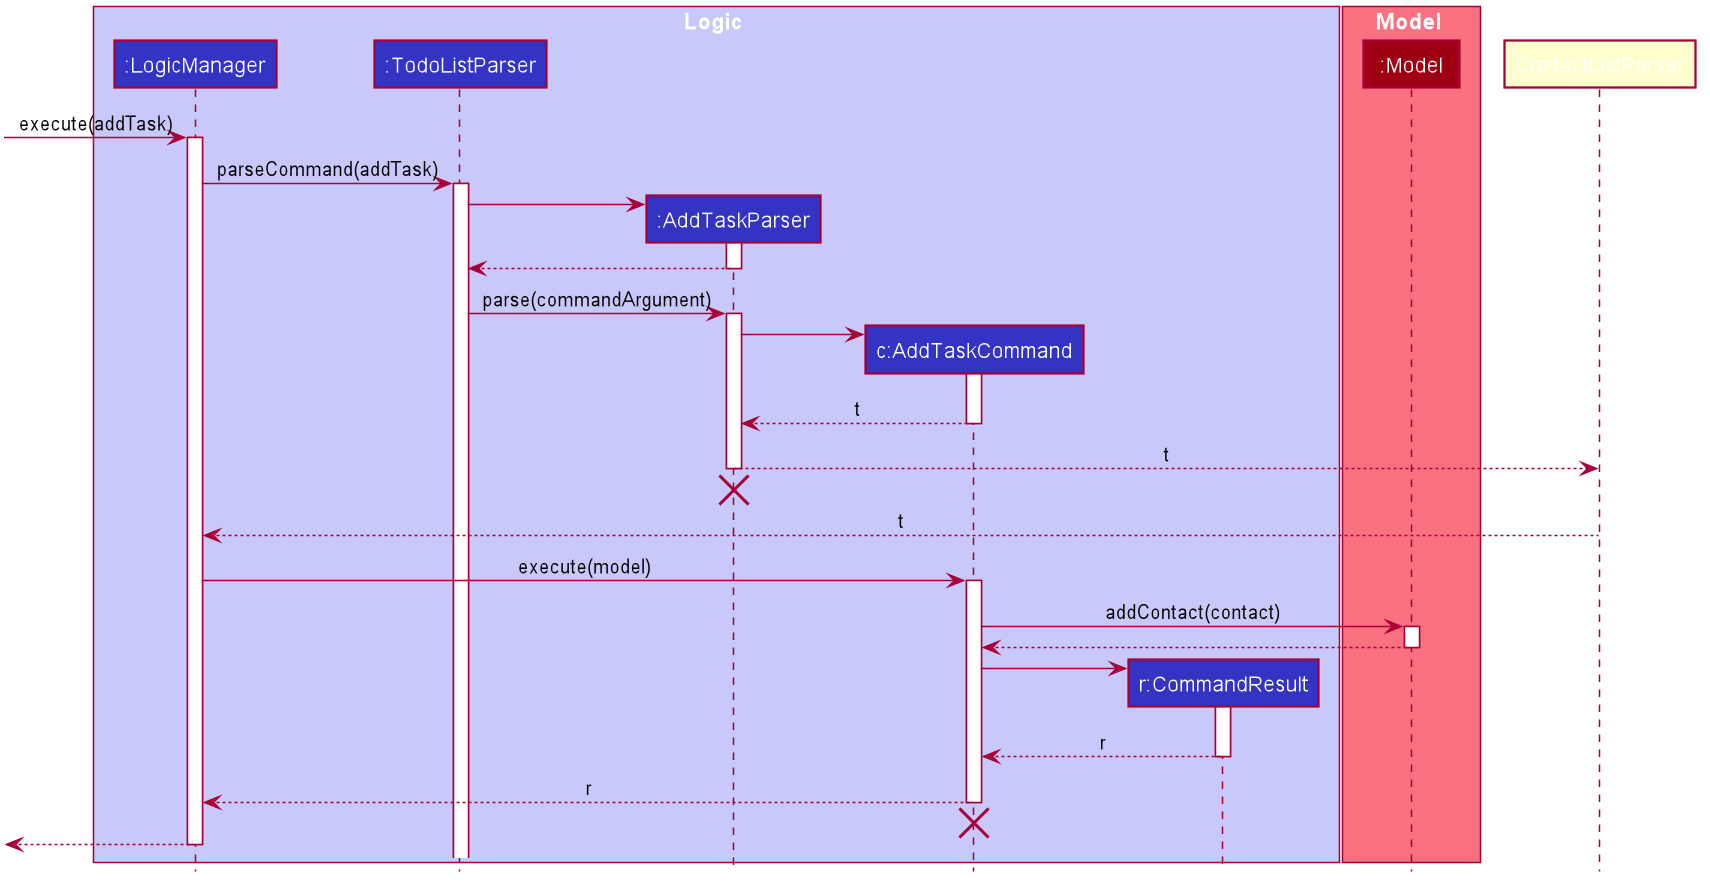 Logic
Model
:LogicManager
:TodoListParser
:Model
ContactListParser
execute(addTask)
parseCommand(addTask)
:AddTaskParser
parse(commandArgument)
c:AddTaskCommand
t
t
t
execute(model)
addContact(contact)
r:CommandResult
r
r